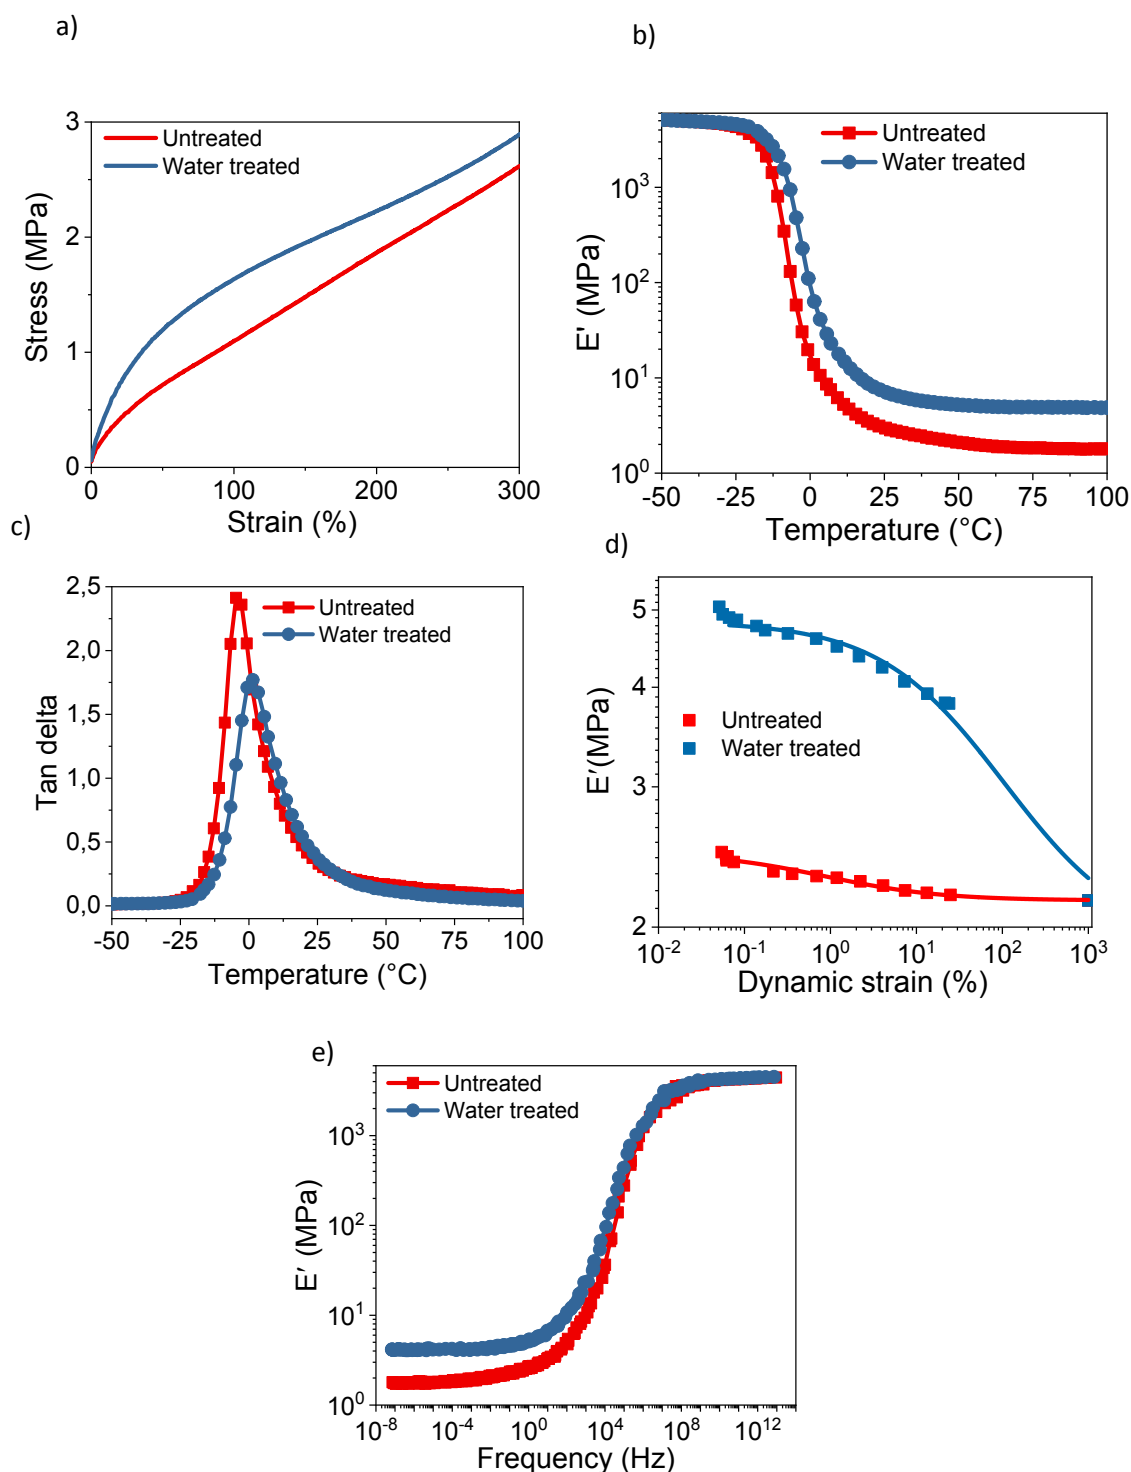 a)
b)
3
2
1
0
Stress (MPa)
Untreated
Water treated
0
100
200
300
Strain (%)
10³
10²
10¹
10⁰
E' (MPa)
Untreated
Water treated
-50
-25
0
25
50
75
100
Temperature (°C)
c)
d)
2,5
2,0
1,5
1,0
0,5
0,0
Tan delta
Untreated
Water treated
-50
-25
0
25
50
75
100
Temperature (°C)
5
4
3
2
E′(MPa)
Untreated
Water treated
10⁻²
10⁻¹
10⁰
10¹
10²
10³
Dynamic strain (%)
e)
10³
10²
10¹
10⁰
E′ (MPa)
Untreated
Water treated
10⁻⁸
10⁻⁴
10⁰
10⁴
10⁸
10¹²
Frequency (Hz)